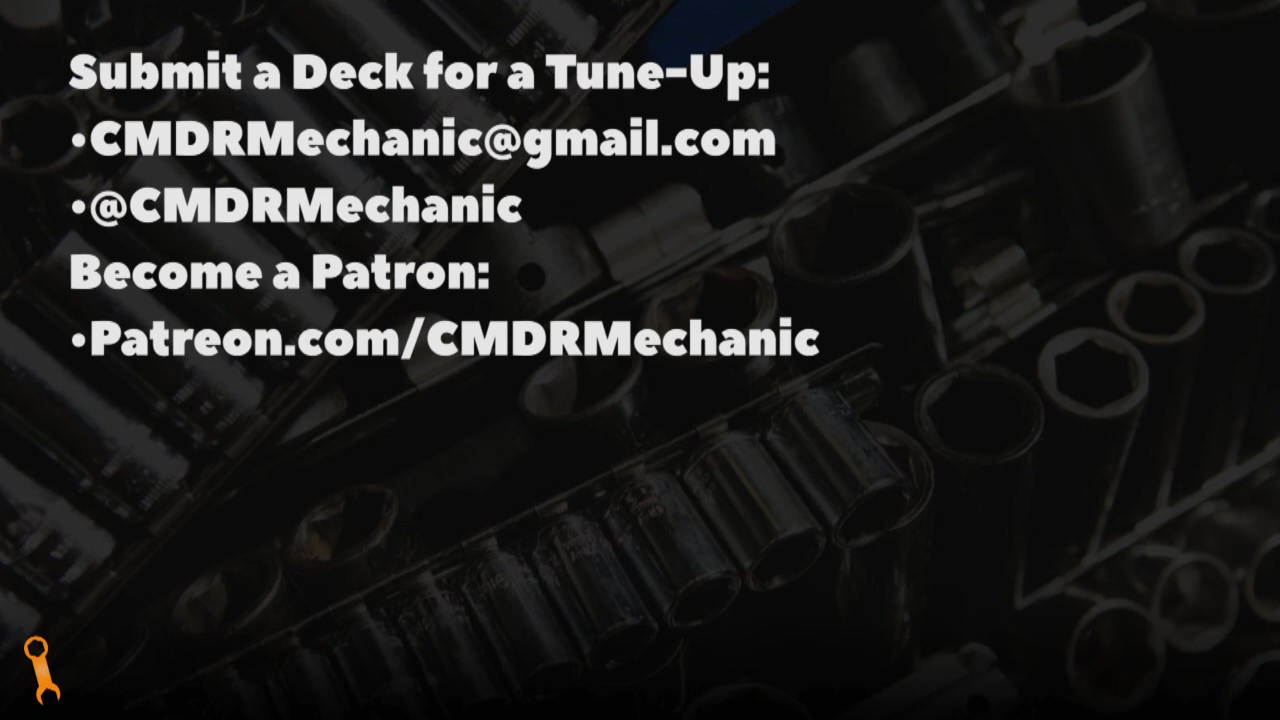 Submit a Deck for a Tune-Up:
•CMDRMechanic@gmail.com
•@CMDRMechanic
Become a Patron:
•Patreon.com/CMDRMechanic